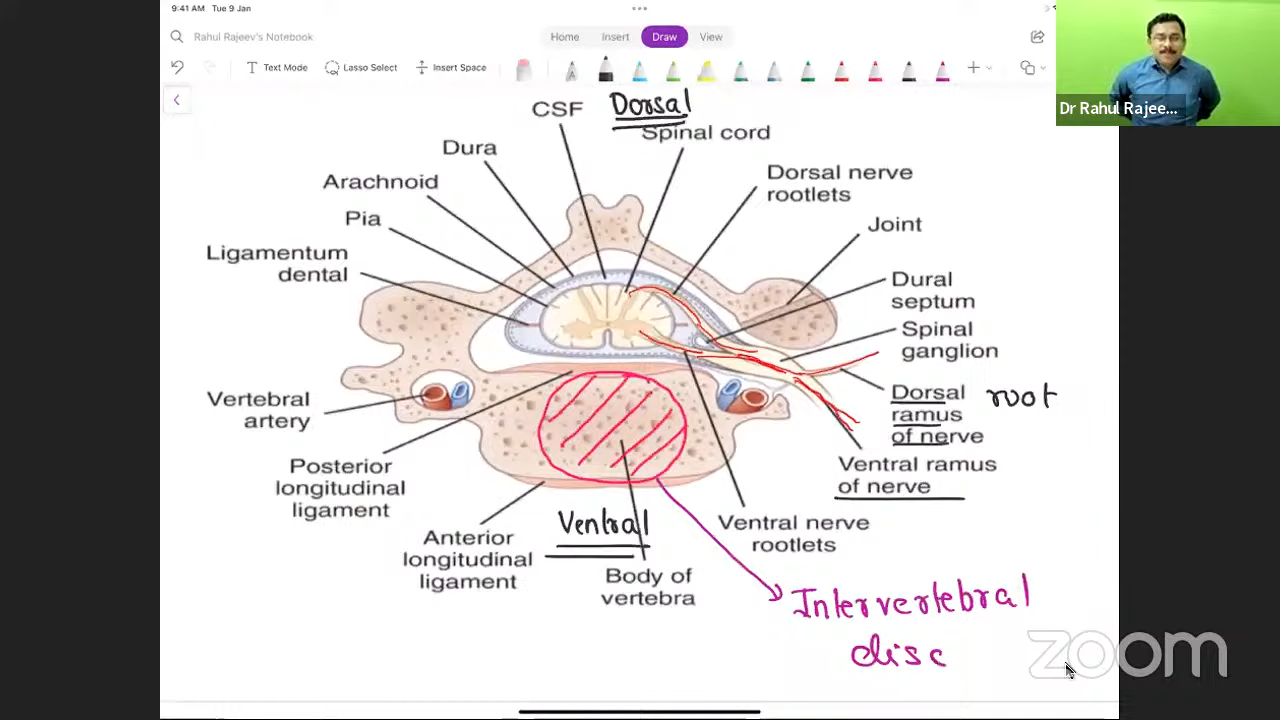 9:41 AM Tue 9 Jan
Rahul Rajeev's Notebook
Home Insert Draw View
Text Mode
Lasso Select
Insert Space
Dr Rahul Rajee...
CSF
Dorsal
Spinal cord
Dura
Dorsal nerve
rootlets
Arachnoid
Pia
Joint
Ligamentum
dental
Dural
septum
Spinal
ganglion
Dorsal
ramus
of nerve
root
Vertebral
artery
Ventral ramus
of nerve
Posterior
longitudinal
ligament
Ventral
Ventral nerve
rootlets
Anterior
longitudinal
ligament
Body of
vertebra
Intervertebral
disc
zoom